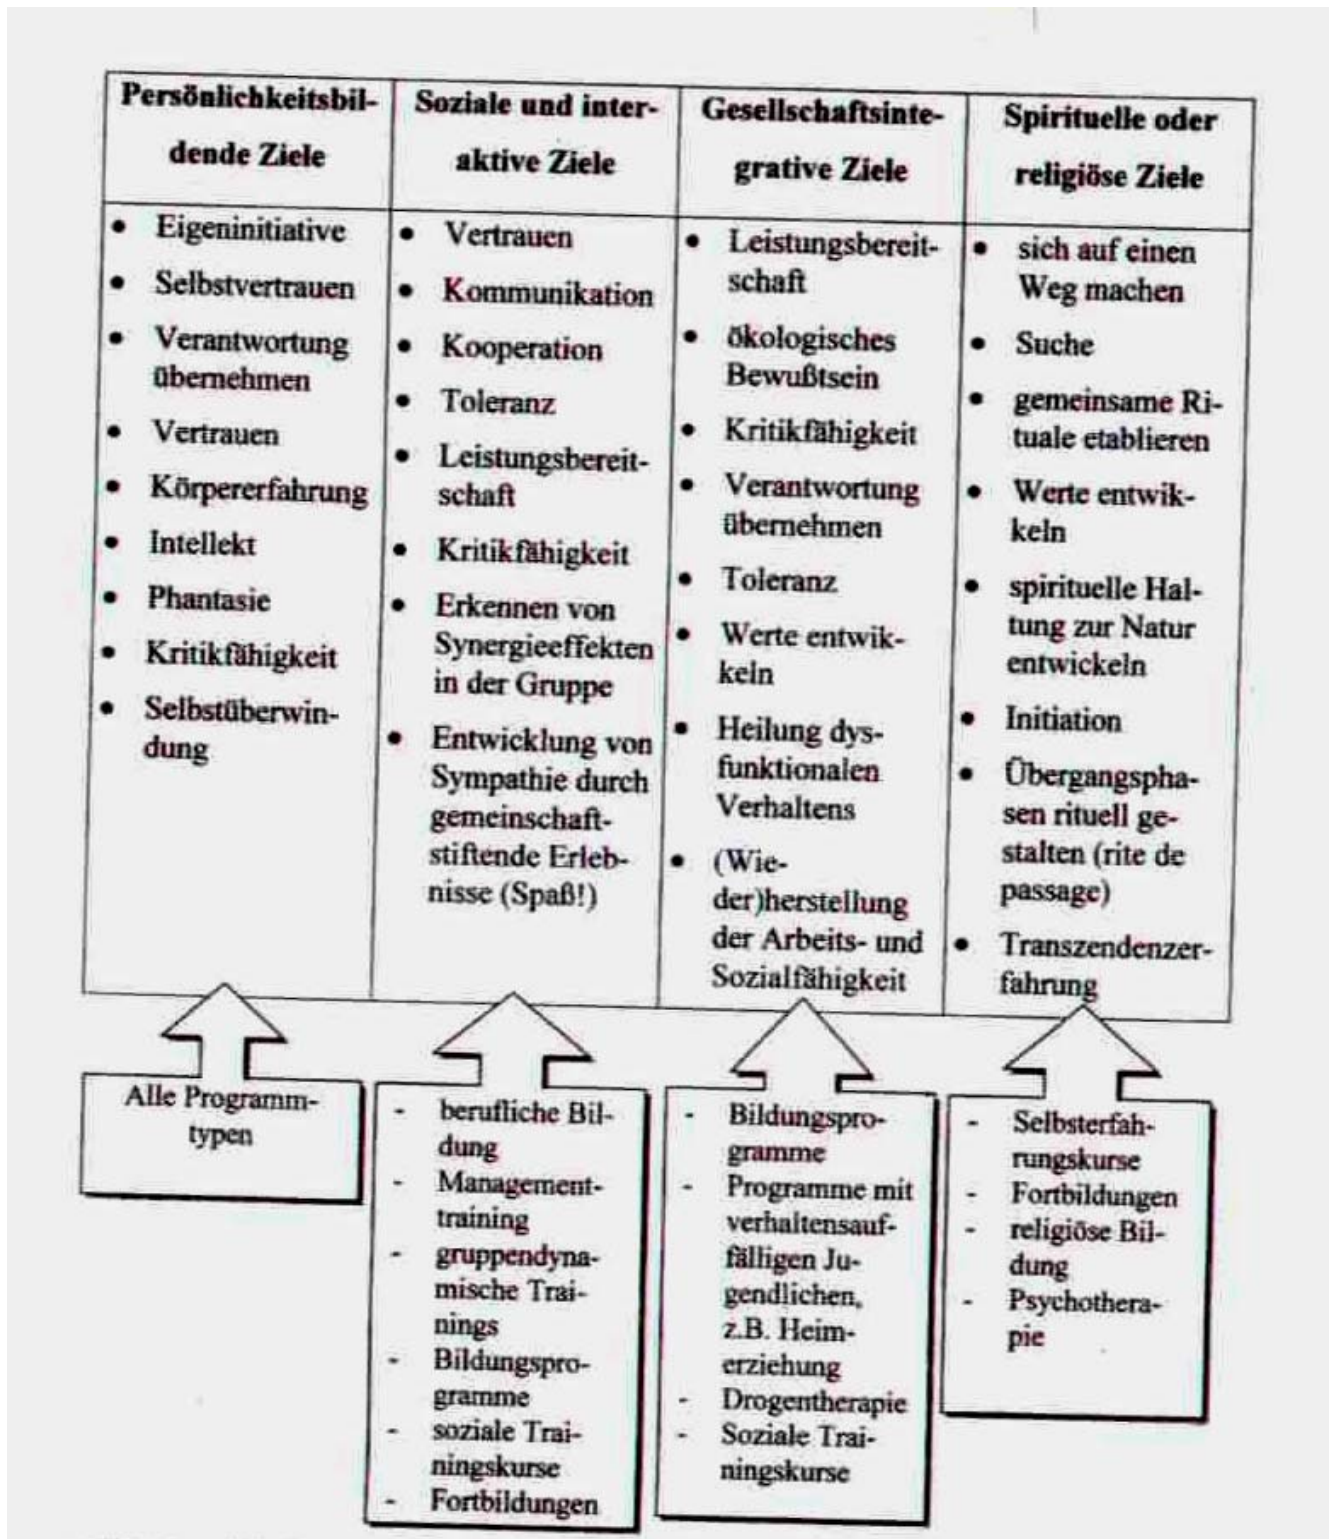 Persönlichkeitsbil-
dende Ziele
Eigeninitiative
Selbstvertrauen
Verantwortung
übernehmen
Vertrauen
Körpererfahrung
Intellekt
Phantasie
Kritikfähigkeit
Selbstüberwin-
dung
Soziale und inter-
aktive Ziele
Vertrauen
Kommunikation
Kooperation
Toleranz
Leistungsbereit-
schaft
Kritikfähigkeit
Erkennen von
Synergieeffekten
in der Gruppe
Entwicklung von
Sympathie durch
gemeinschaft-
stiftende Erleb-
nisse (Spaß!)
Gesellschaftsinte-
grative Ziele
Leistungsbereit-
schaft
ökologisches
Bewußtsein
Kritikfähigkeit
Verantwortung
übernehmen
Toleranz
Werte entwik-
keln
Heilung dys-
funktionalen
Verhaltens
(Wie-
der)herstellung
der Arbeits- und
Sozialfähigkeit
Spirituelle oder
religiöse Ziele
sich auf einen
Weg machen
Suche
gemeinsame Ri-
tuale etablieren
Werte entwik-
keln
spirituelle Hal-
tung zur Natur
entwickeln
Initiation
Übergangspha-
sen rituell ge-
stalten (rite de
passage)
Transzendenzer-
fahrung
Alle Programm-
typen
- berufliche Bil-
dung
- Management-
training
- gruppendyna-
mische Trai-
nings
- Bildungspro-
gramme
- soziale Trai-
ningskurse
- Fortbildungen
- Bildungspro-
gramme
- Programme mit
verhaltensauf-
fälligen Ju-
gendlichen,
z.B. Heim-
erziehung
- Drogentherapie
- Soziale Trai-
ningskurse
- Selbsterfah-
rungskurse
- Fortbildungen
- religiöse Bil-
dung
- Psychothera-
pie